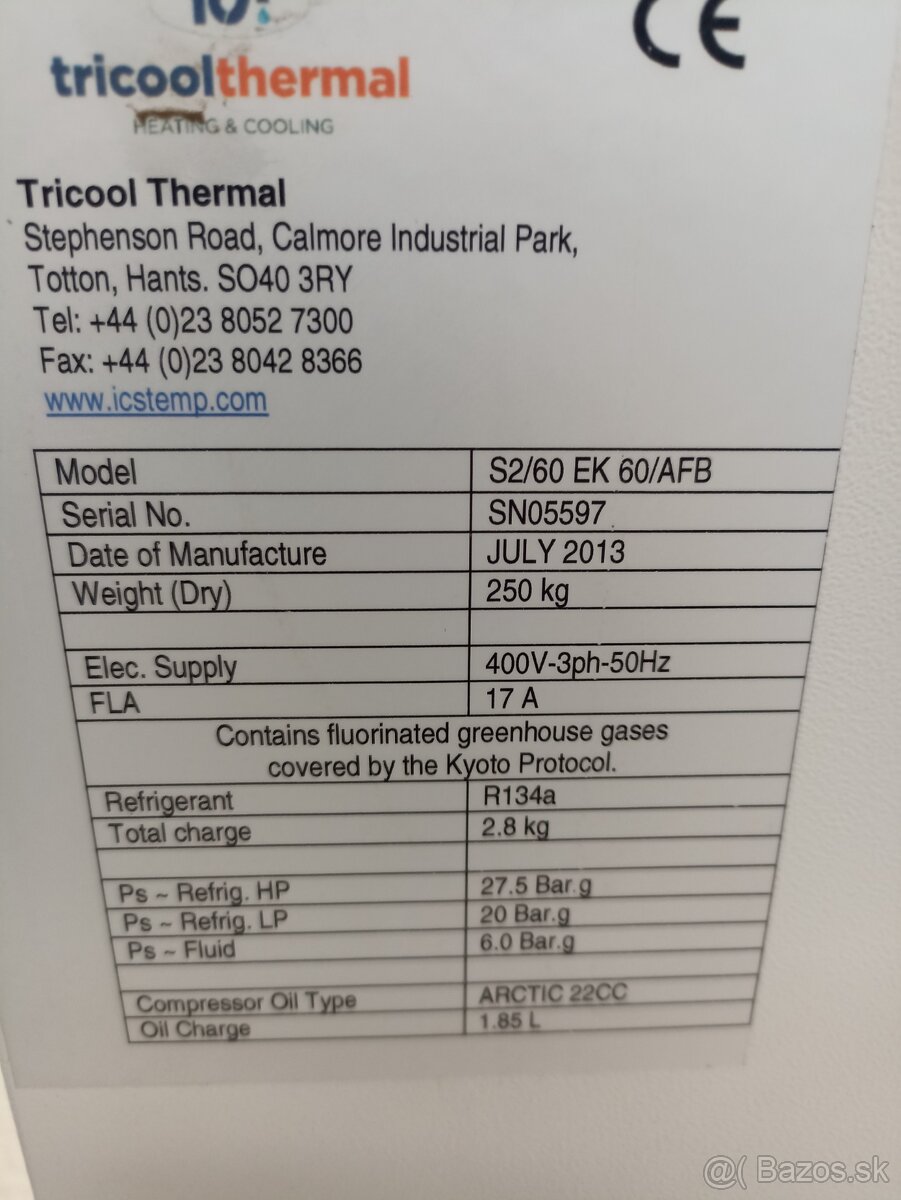 CE
tricoolthermal
HEATING & COOLING
Tricool Thermal
Stephenson Road, Calmore Industrial Park,
Totton, Hants. SO40 3RY
Tel: +44 (0)23 8052 7300
Fax: +44 (0)23 8042 8366
www.icstemp.com
Model S2/60 EK 60/AFB
Serial No. SN05597
Date of Manufacture JULY 2013
Weight (Dry) 250 kg
Elec. Supply 400V-3ph-50Hz
FLA 17 A
Contains fluorinated greenhouse gases
covered by the Kyoto Protocol.
Refrigerant R134a
Total charge 2.8 kg
Ps ~ Refrig. HP 27.5 Bar.g
Ps ~ Refrig. LP 20 Bar.g
Ps ~ Fluid 6.0 Bar.g
Compressor Oil Type ARCTIC 22CC
Oil Charge 1.85 L
@( Bazos.sk